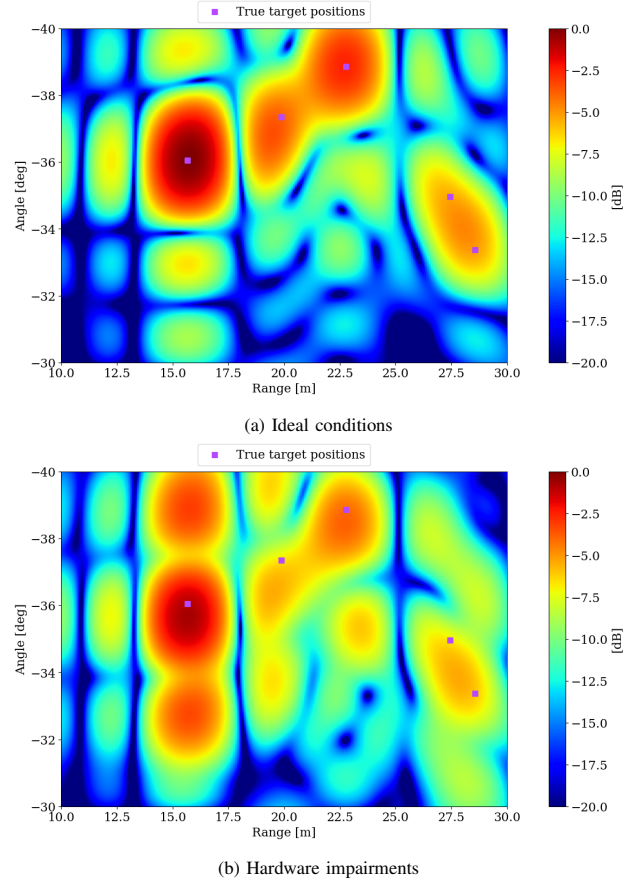 True target positions
−40
−38
−36
−34
−32
−30
Angle [deg]
10.0 12.5 15.0 17.5 20.0 22.5 25.0 27.5 30.0
Range [m]
0.0
−2.5
−5.0
−7.5
−10.0
−12.5
−15.0
−17.5
−20.0
[dB]
(a) Ideal conditions
True target positions
−40
−38
−36
−34
−32
−30
Angle [deg]
10.0 12.5 15.0 17.5 20.0 22.5 25.0 27.5 30.0
Range [m]
0.0
−2.5
−5.0
−7.5
−10.0
−12.5
−15.0
−17.5
−20.0
[dB]
(b) Hardware impairments